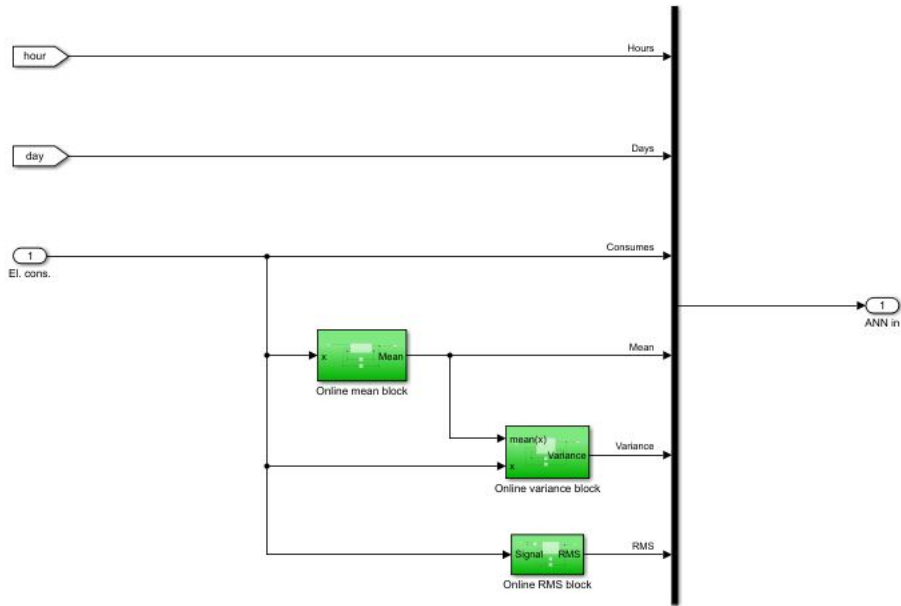 hour
Hours
day
Days
Consumes
1
El. cons.
1
ANN in
x
Mean
Mean
Online mean block
mean(x)
x
Variance
Variance
Online variance block
Signal
RMS
RMS
Online RMS block